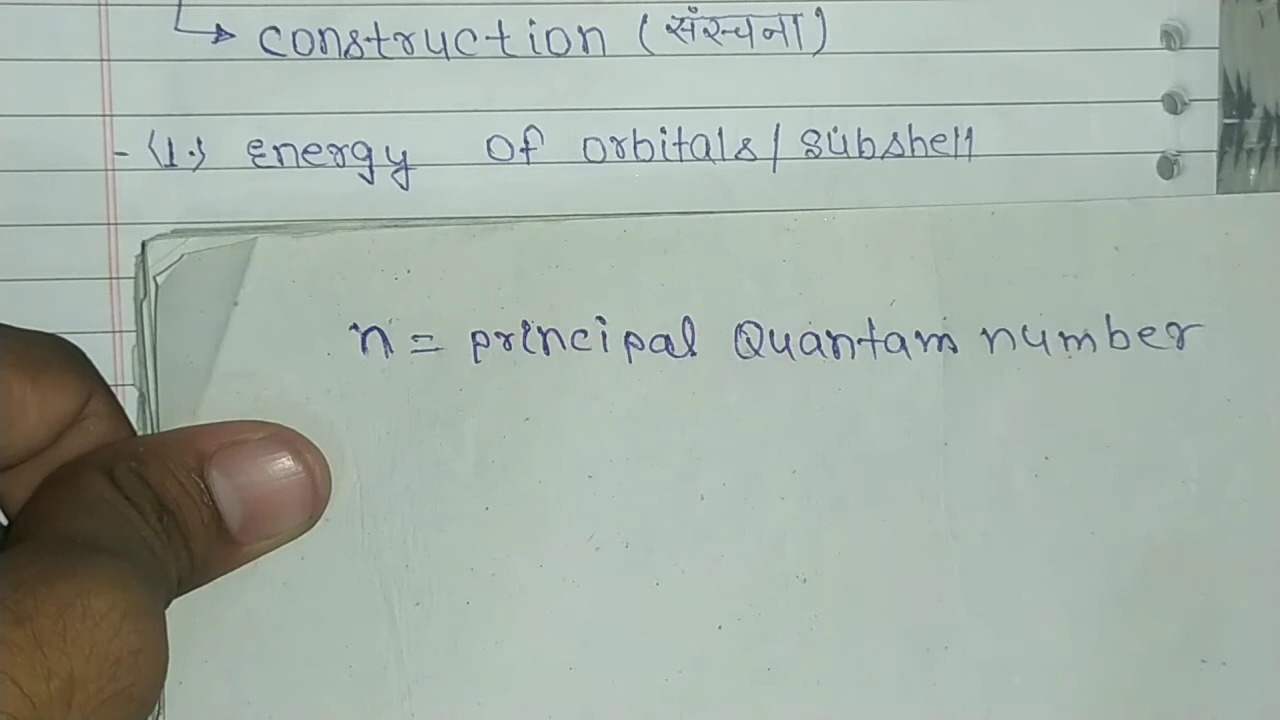 construction (संरचना)
(1.) energy of orbitals/subshell
n = principal Quantam number